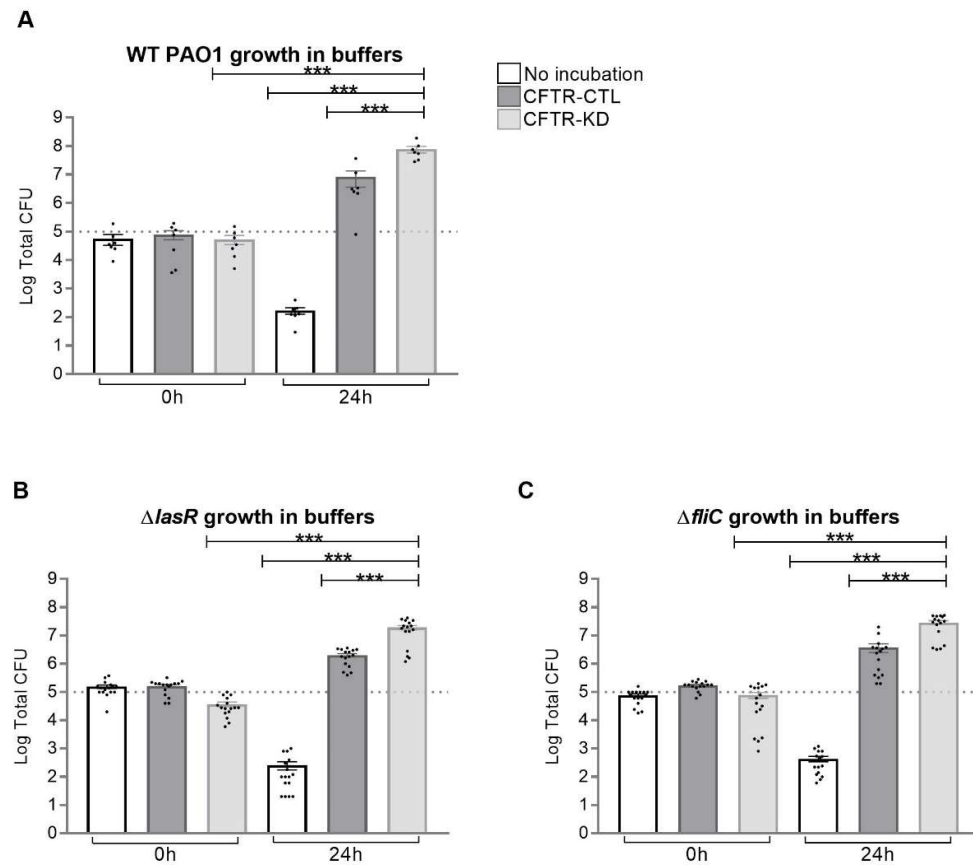 A
WT PAO1 growth in buffers
***
***
***
No incubation
CFTR-CTL
CFTR-KD
Log Total CFU
9
8
7
6
5
4
3
2
1
0
0h
24h
B
ΔlasR growth in buffers
***
***
***
Log Total CFU
9
8
7
6
5
4
3
2
1
0
0h
24h
C
ΔfliC growth in buffers
***
***
***
Log Total CFU
9
8
7
6
5
4
3
2
1
0
0h
24h